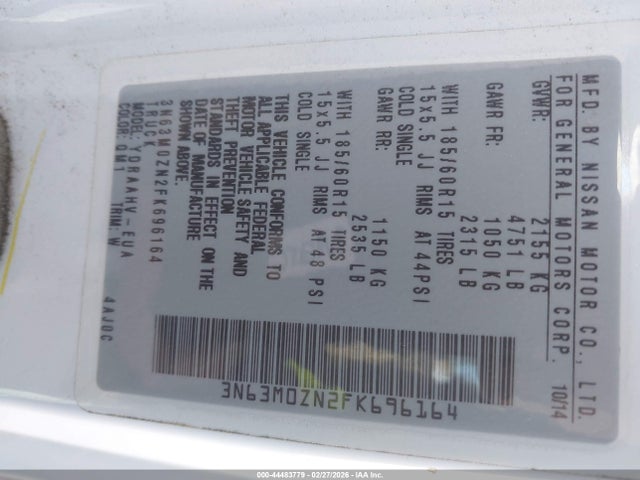 MFD. BY NISSAN MOTOR CO., LTD.
FOR GENERAL MOTORS CORP. 10/14
GVWR: 2155 KG
4751 LB
GAWR FR: 1050 KG
2315 LB
WITH 185/60R15 TIRES
15x5.5 JJ RIMS AT 44PSI
COLD SINGLE
GAWR RR: 1150 KG
2535 LB
WITH 185/60R15 TIRES
15x5.5 JJ RIMS AT 48 PSI
COLD SINGLE
THIS VEHICLE CONFORMS TO
ALL APPLICABLE FEDERAL
MOTOR VEHICLE SAFETY AND
THEFT PREVENTION
STANDARDS IN EFFECT ON THE
DATE OF MANUFACTURE
SHOWN ABOVE.
3N63M0ZN2FK696164
TRUCK
MODEL: YDRAAHV-EUA
COLOR: QM1 TRIM: W
4AJ0C
3N63M0ZN2FK696164
000-44483779 - 02/27/2026 - COPYRIGHT IAA, LLC.